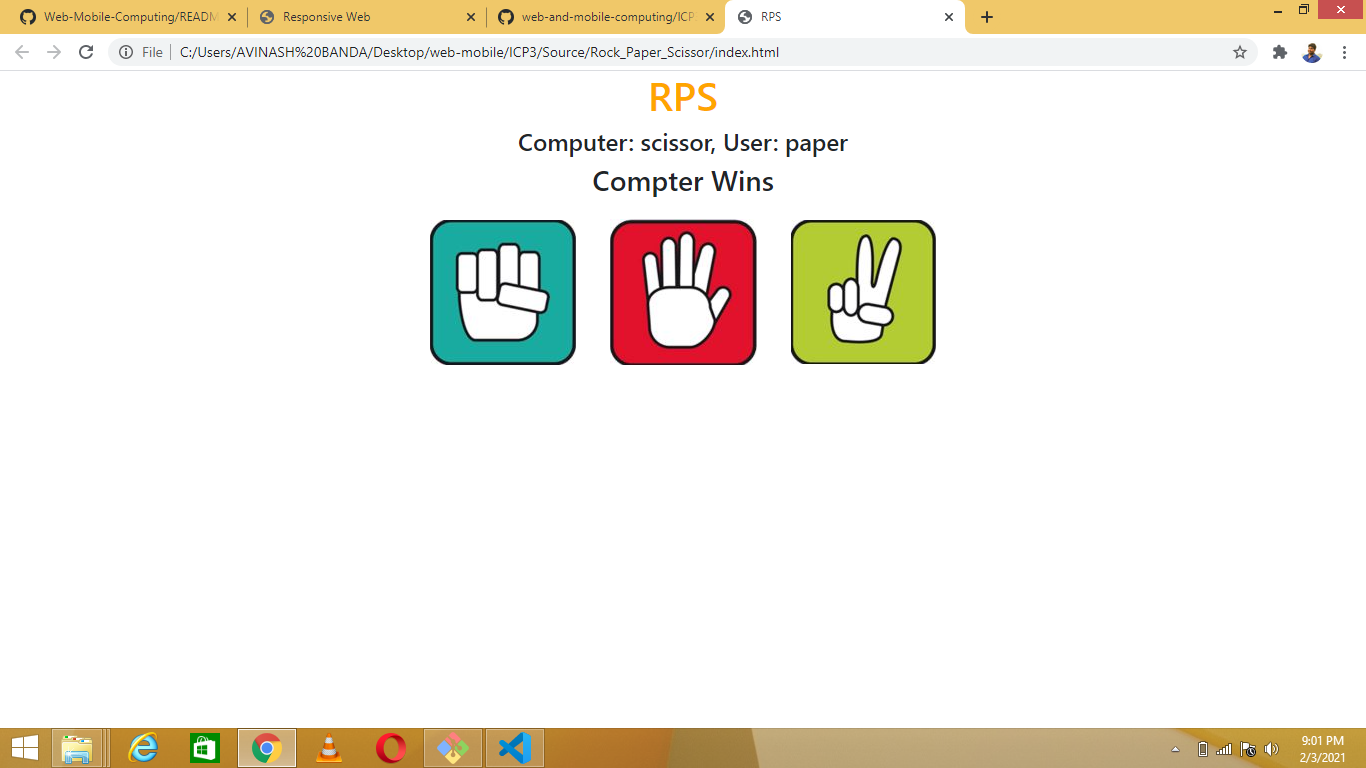 Web-Mobile-Computing/READM
Responsive Web
web-and-mobile-computing/ICP
RPS
File
C:/Users/AVINASH%20BANDA/Desktop/web-mobile/ICP3/Source/Rock_Paper_Scissor/index.html
RPS
Computer: scissor, User: paper
Compter Wins
9:01 PM
2/3/2021